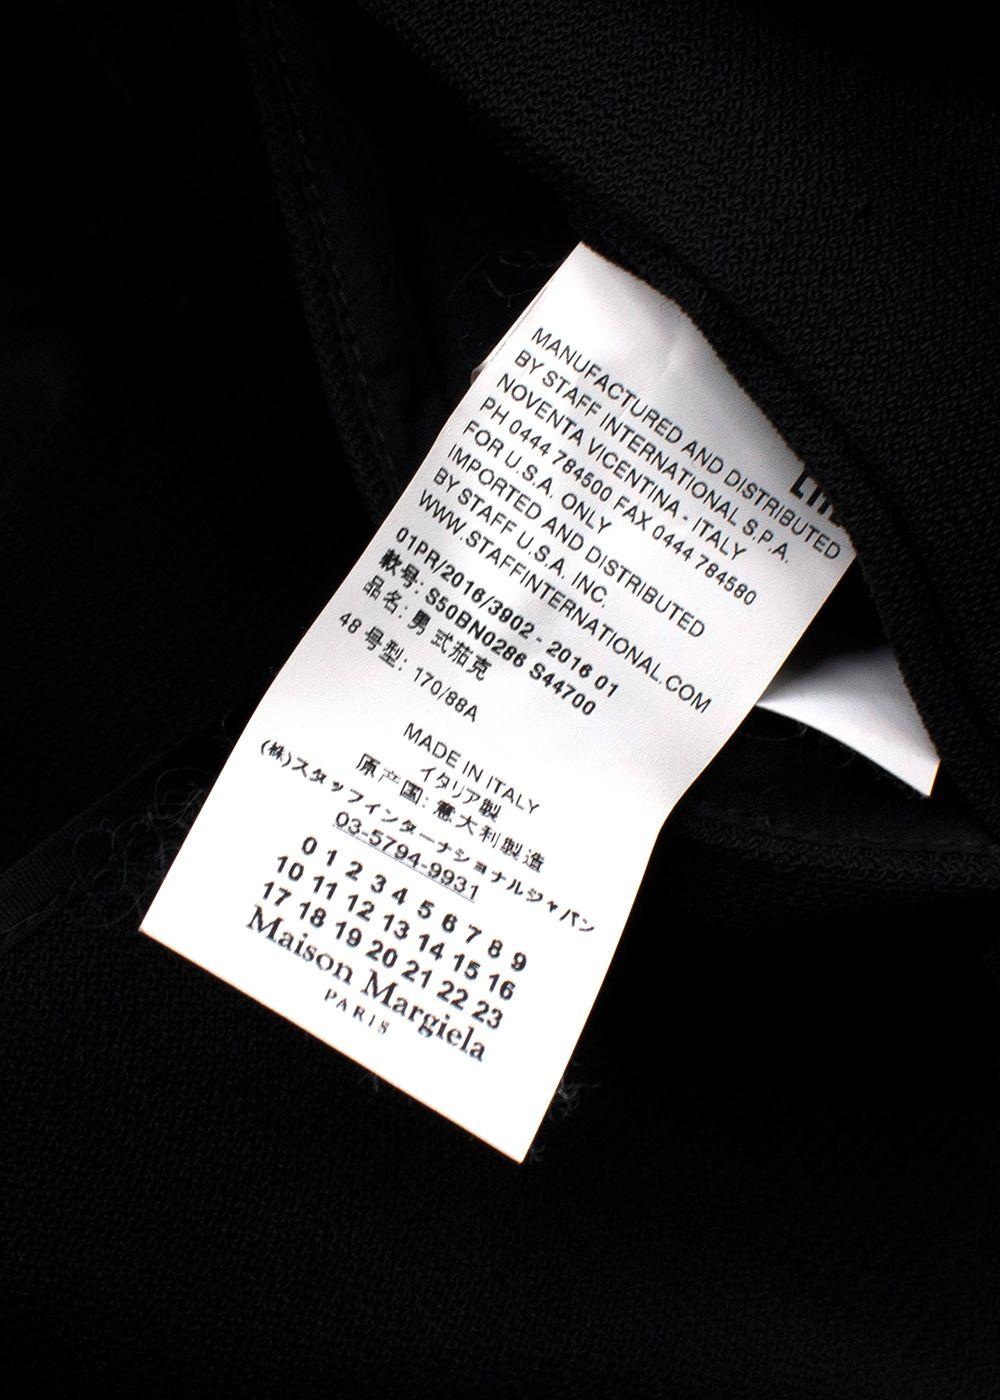 MANUFACTURED AND DISTRIBUTED
BY STAFF INTERNATIONAL S.P.A.
NOVENTA VICENTINA - ITALY
PH 0444 784500 FAX 0444 784580
FOR U.S.A. ONLY
IMPORTED AND DISTRIBUTED
BY STAFF U.S.A. INC.
WWW.STAFFINTERNATIONAL.COM
01PR/2016/3902 - 2016 01
款号: S50BN0286 S44700
品名: 男式茄克
48 号型: 170/88A
MADE IN ITALY
イタリア製
原产国: 意大利製造
(株)スタッフインターナショナルジャパン
03-5794-9931
0 1 2 3 4 5 6 7 8 9
10 11 12 13 14 15 16
17 18 19 20 21 22 23
Maison Margiela
PARIS